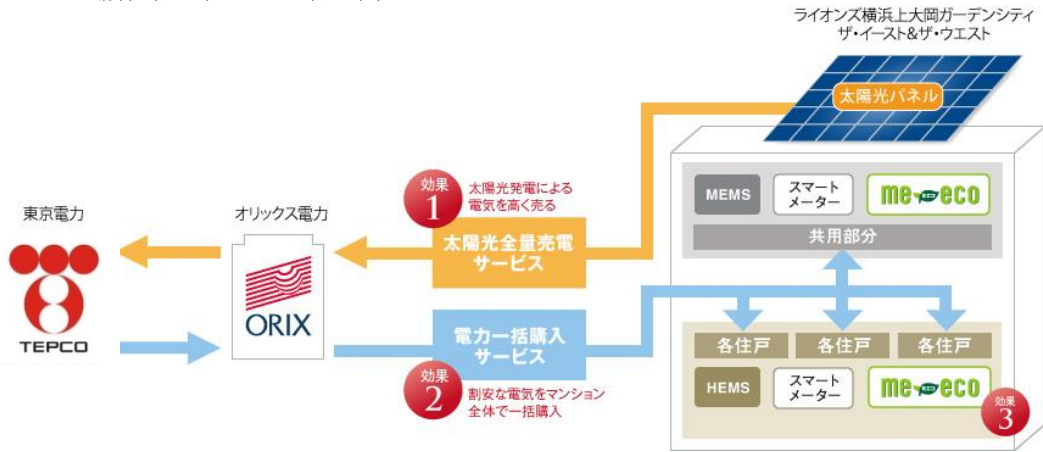 ライオンズ横浜上大岡ガーデンシティ
ザ・イースト&ザ・ウエスト
太陽光パネル
効果
1
太陽光発電による
電気を高く売る
MEMS
スマート
メーター
me eco
共用部分
東京電力
オリックス電力
太陽光全量売電
サービス
TEPCO
ORIX
電力一括購入
サービス
効果
2
割安な電気をマンション
全体で一括購入
各住戸
各住戸
各住戸
HEMS
スマート
メーター
me eco
効果
3